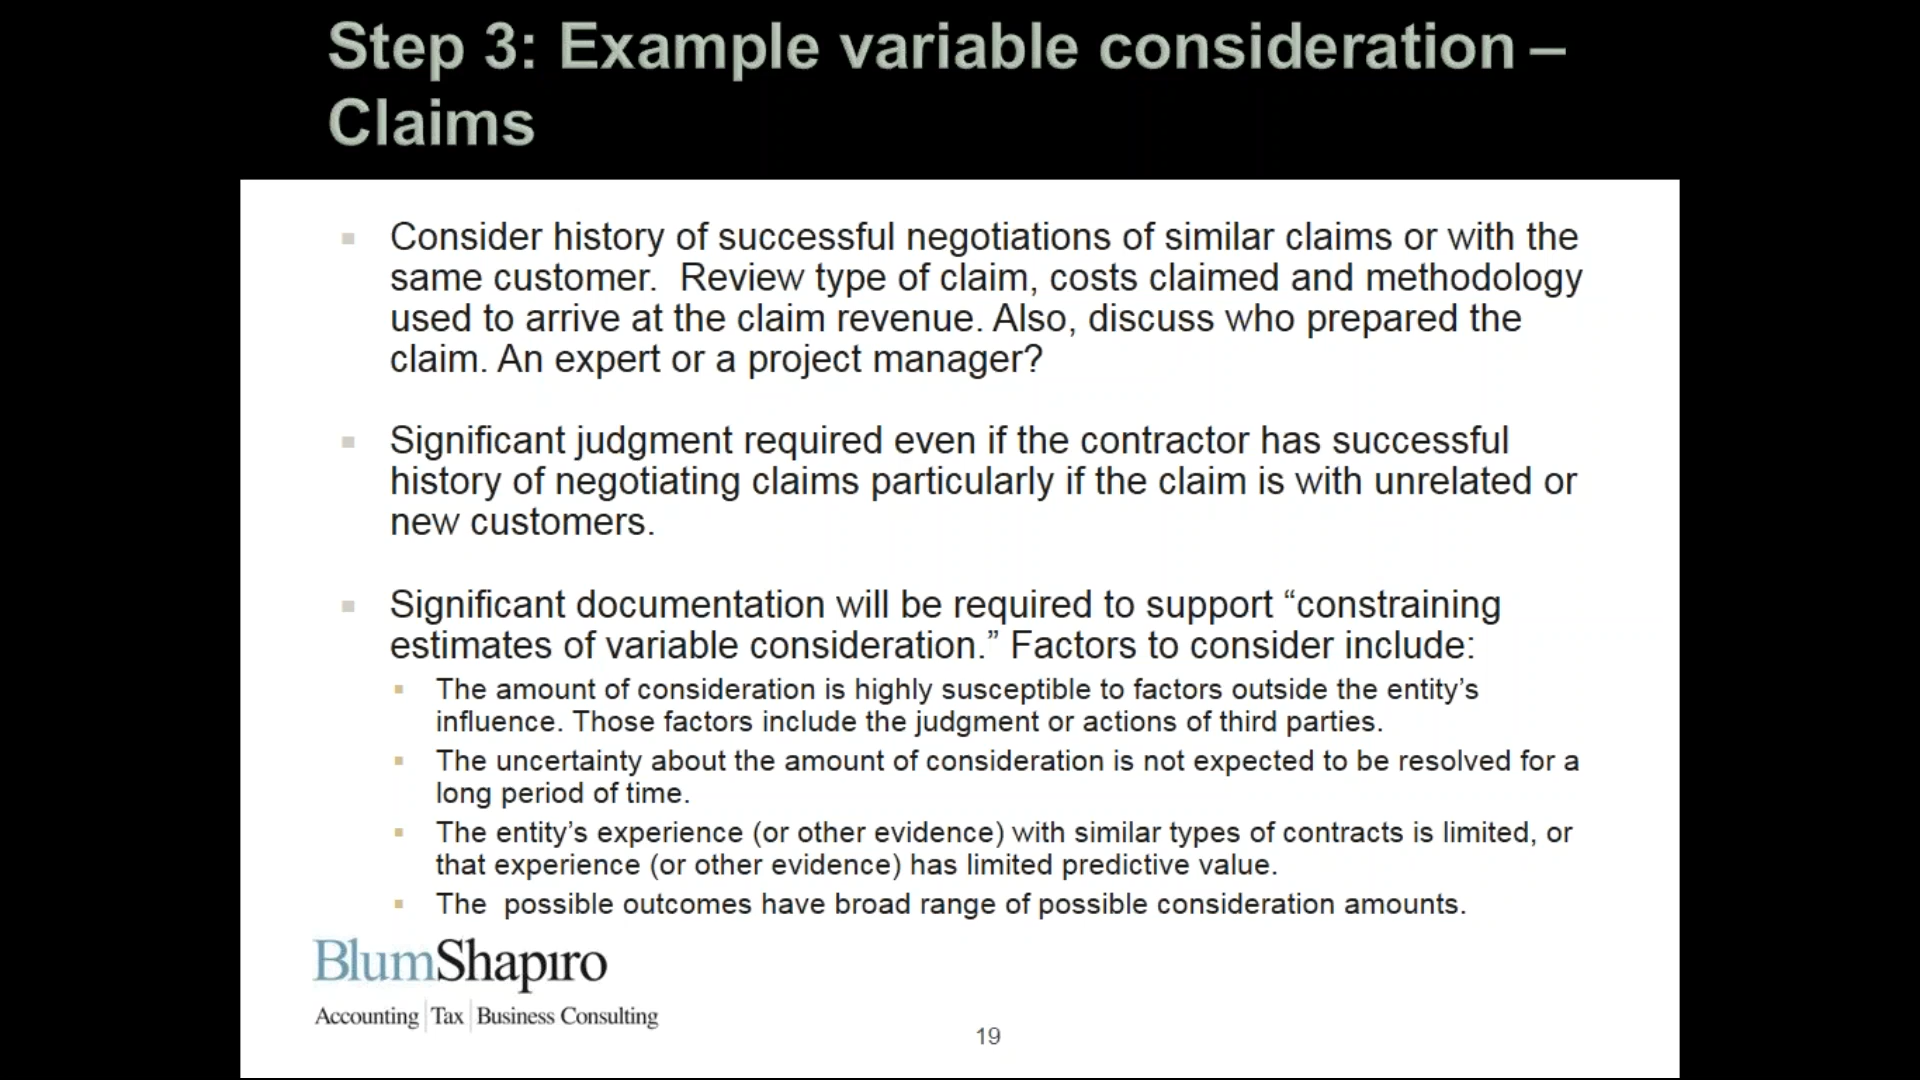 Step 3: Example variable consideration –
Claims
Consider history of successful negotiations of similar claims or with the
same customer.  Review type of claim, costs claimed and methodology
used to arrive at the claim revenue. Also, discuss who prepared the
claim. An expert or a project manager?
Significant judgment required even if the contractor has successful
history of negotiating claims particularly if the claim is with unrelated or
new customers.
Significant documentation will be required to support “constraining
estimates of variable consideration.” Factors to consider include:
The amount of consideration is highly susceptible to factors outside the entity’s
influence. Those factors include the judgment or actions of third parties.
The uncertainty about the amount of consideration is not expected to be resolved for a
long period of time.
The entity’s experience (or other evidence) with similar types of contracts is limited, or
that experience (or other evidence) has limited predictive value.
The  possible outcomes have broad range of possible consideration amounts.
BlumShapiro
Accounting | Tax | Business Consulting
19